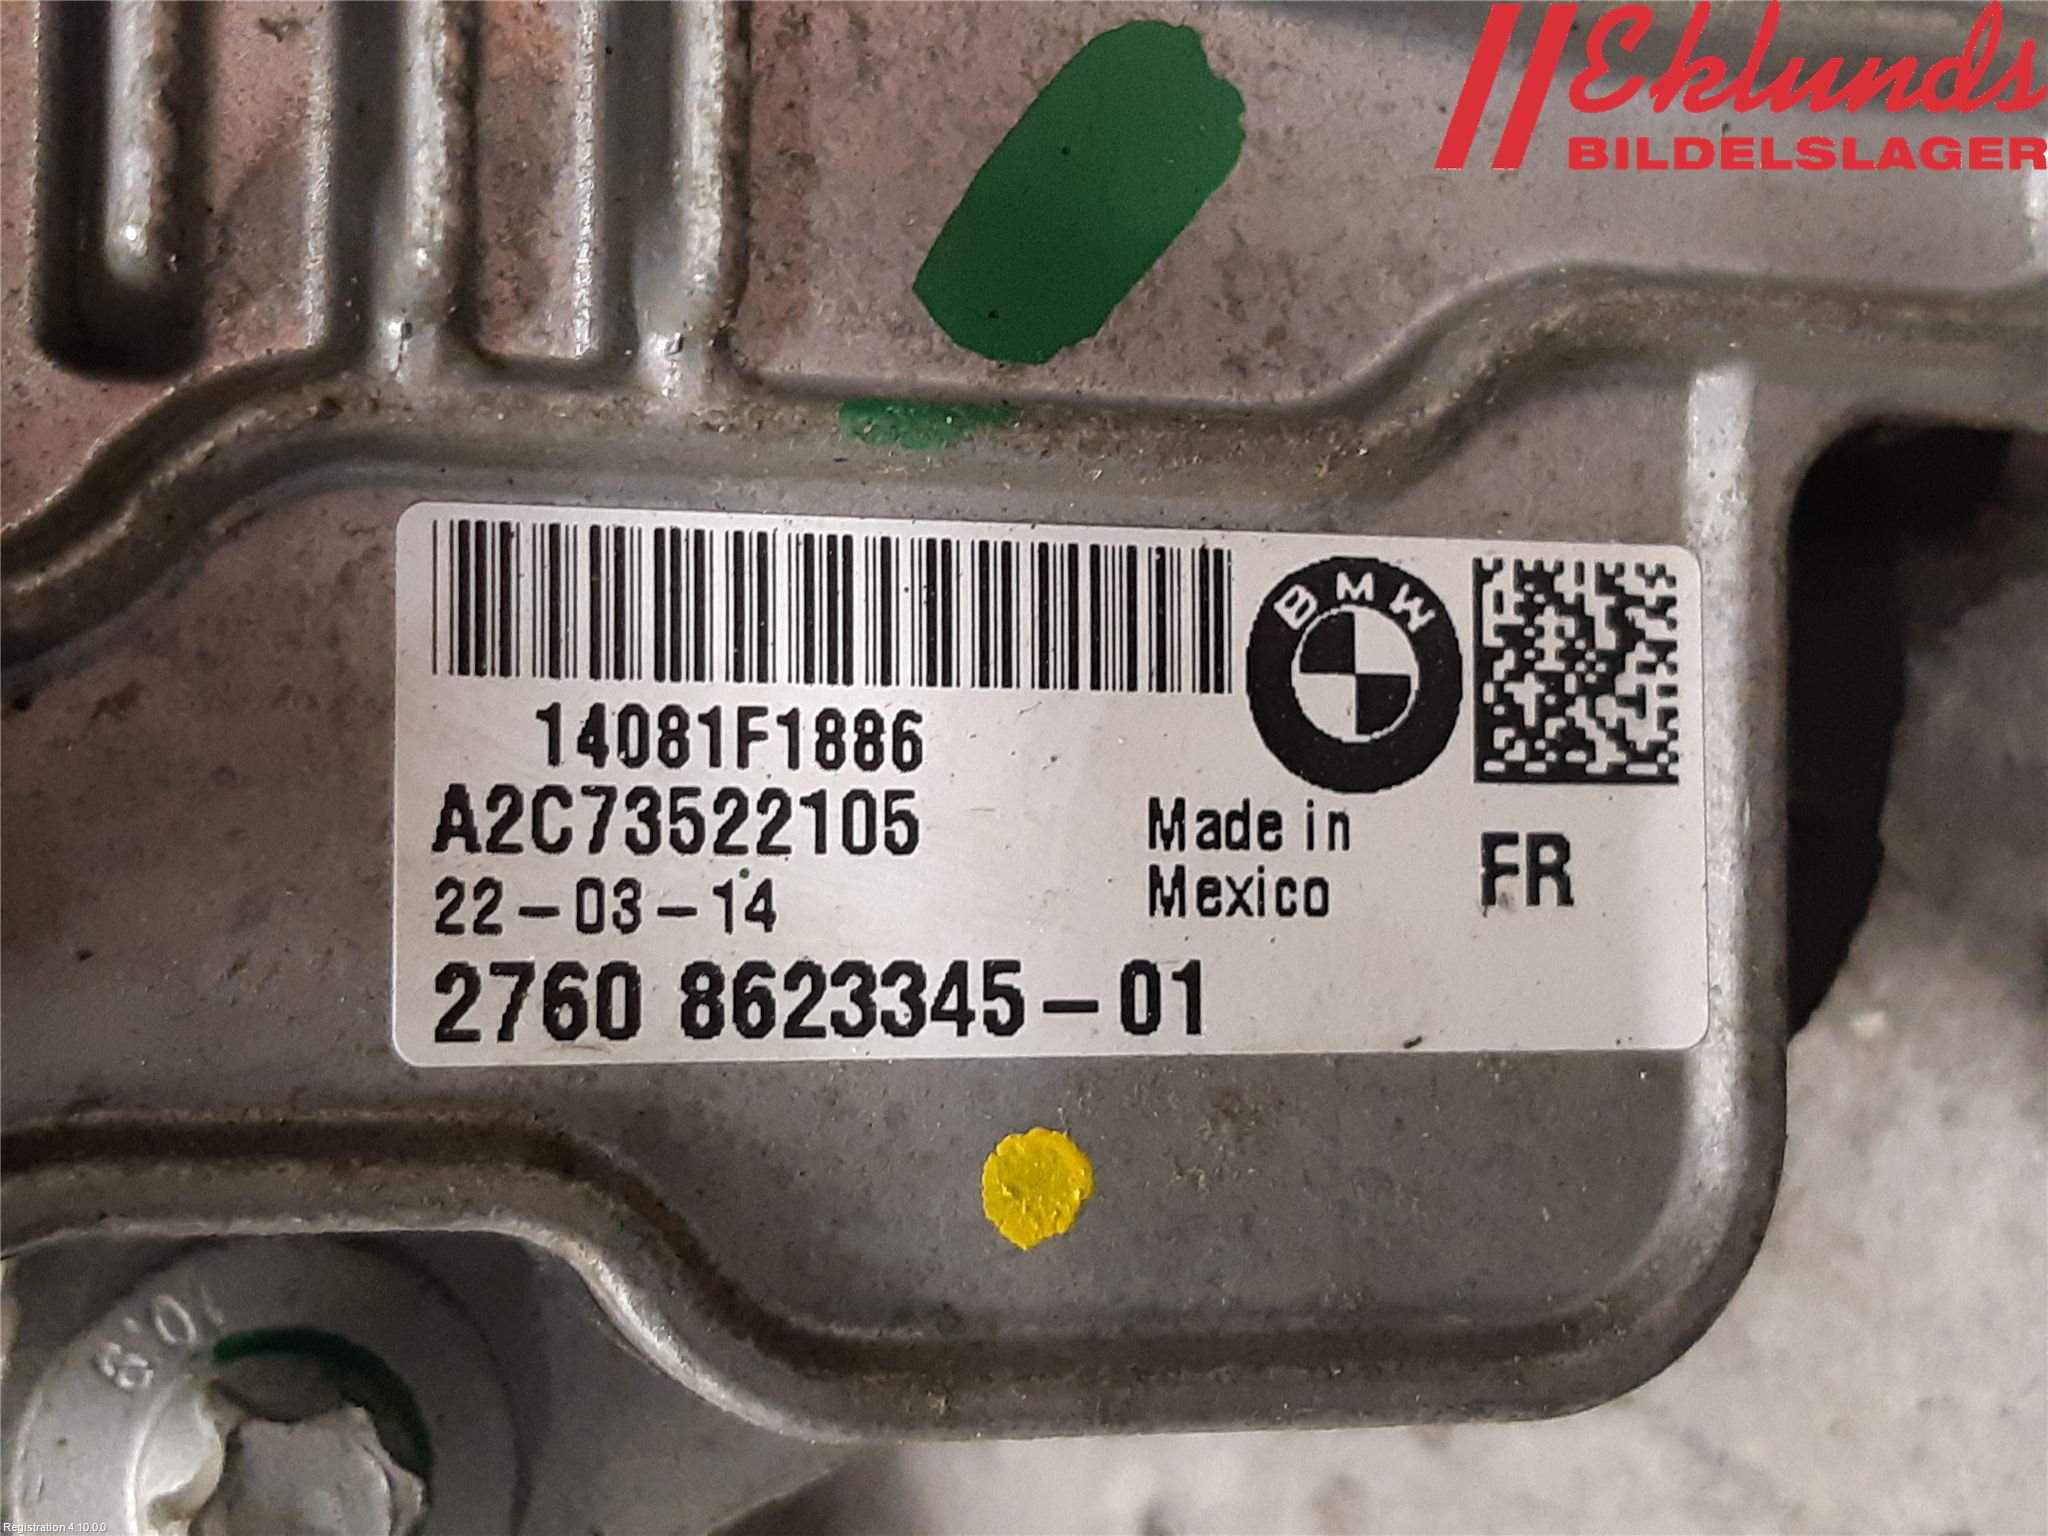 Eklunds
BILDELSLAGER
BMW
14081F1886
A2C73522105
22-03-14
Made in
Mexico
FR
2760 8623345-01
10.9
Registration 4.10.0.0